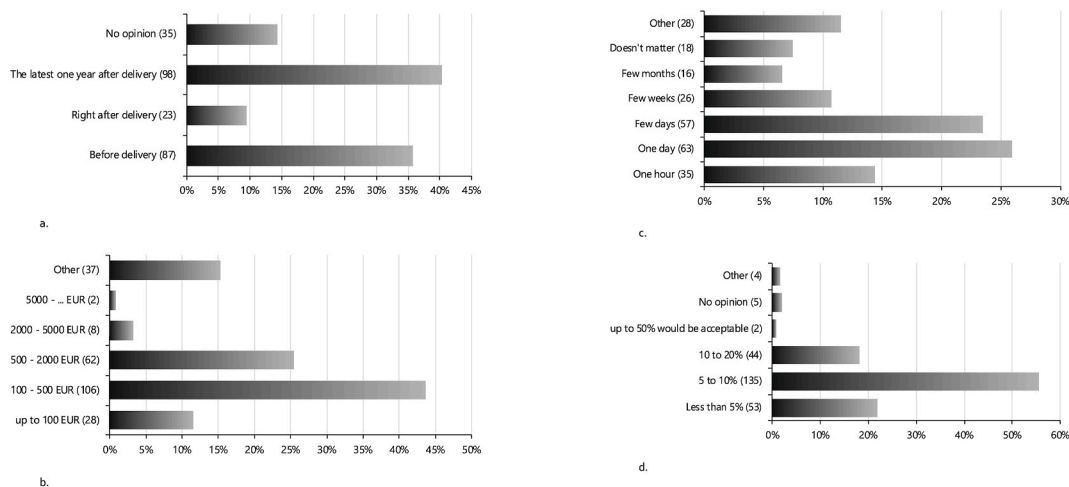 No opinion (35)
The latest one year after delivery (98)
Right after delivery (23)
Before delivery (87)
0% 5% 10% 15% 20% 25% 30% 35% 40% 45%
a.
Other (28)
Doesn't matter (18)
Few months (16)
Few weeks (26)
Few days (57)
One day (63)
One hour (35)
0% 5% 10% 15% 20% 25% 30%
c.
Other (37)
5000 - ... EUR (2)
2000 - 5000 EUR (8)
500 - 2000 EUR (62)
100 - 500 EUR (106)
up to 100 EUR (28)
0% 5% 10% 15% 20% 25% 30% 35% 40% 45% 50%
b.
Other (4)
No opinion (5)
up to 50% would be acceptable (2)
10 to 20% (44)
5 to 10% (135)
Less than 5% (53)
0% 10% 20% 30% 40% 50% 60%
d.